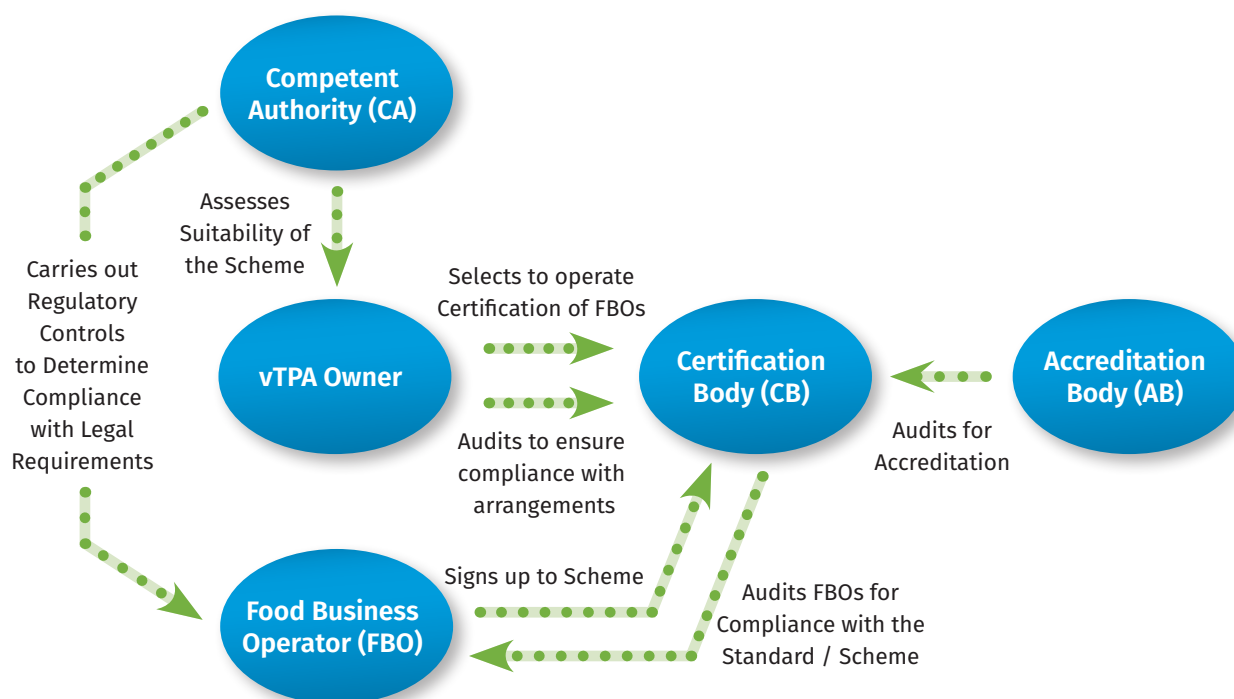 Competent
Authority (CA)
Assesses
Suitability of
the Scheme
Carries out
Regulatory
Controls
to Determine
Compliance
with Legal
Requirements
vTPA Owner
Selects to operate
Certification of FBOs
Audits to ensure
compliance with
arrangements
Certification
Body (CB)
Accreditation
Body (AB)
Audits for
Accreditation
Signs up to Scheme
Food Business
Operator (FBO)
Audits FBOs for
Compliance with the
Standard / Scheme